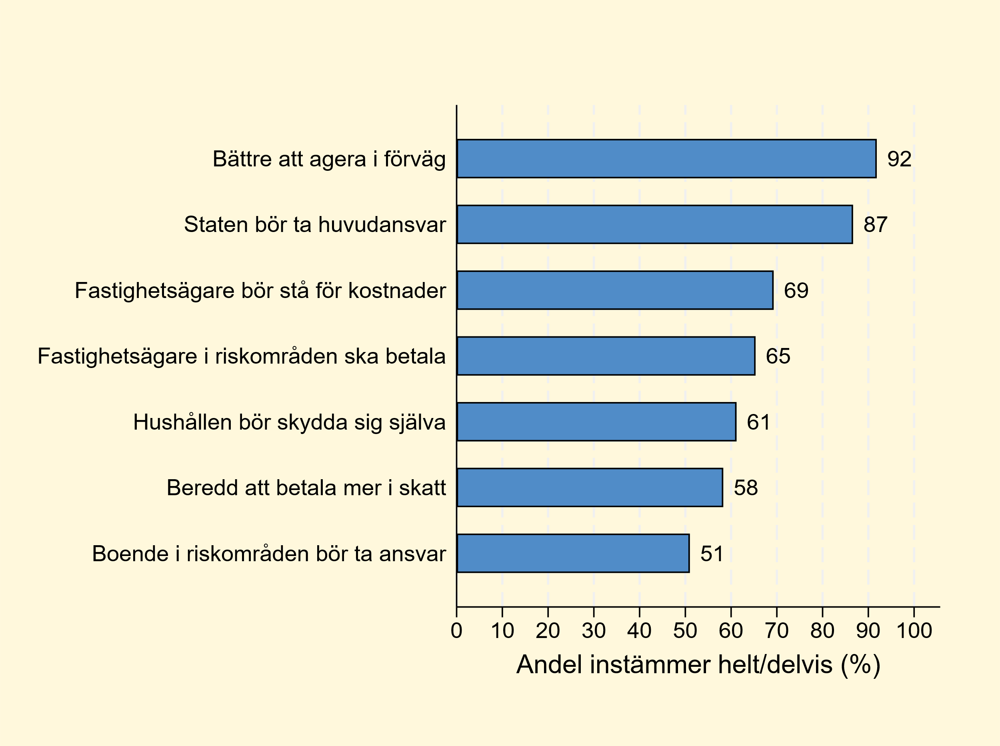 Bättre att agera i förväg 92
Staten bör ta huvudansvar 87
Fastighetsägare bör stå för kostnader 69
Fastighetsägare i riskområden ska betala 65
Hushållen bör skydda sig själva 61
Beredd att betala mer i skatt 58
Boende i riskområden bör ta ansvar 51
0 10 20 30 40 50 60 70 80 90 100
Andel instämmer helt/delvis (%)